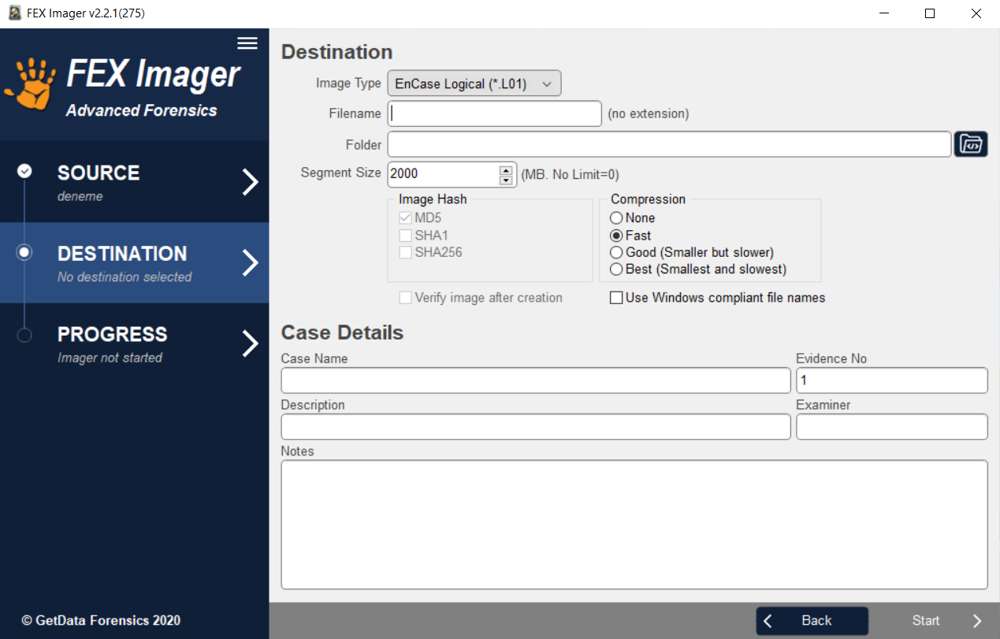 FEX Imager v2.2.1(275)
FEX Imager
Advanced Forensics
SOURCE
deneme
DESTINATION
No destination selected
PROGRESS
Imager not started
© GetData Forensics 2020
Destination
Image Type EnCase Logical (*.L01)
Filename (no extension)
Folder
Segment Size 2000 (MB. No Limit=0)
Image Hash
MD5
SHA1
SHA256
Verify image after creation
Compression
None
Fast
Good (Smaller but slower)
Best (Smallest and slowest)
Use Windows compliant file names
Case Details
Case Name
Evidence No
1
Description
Examiner
Notes
Back
Start